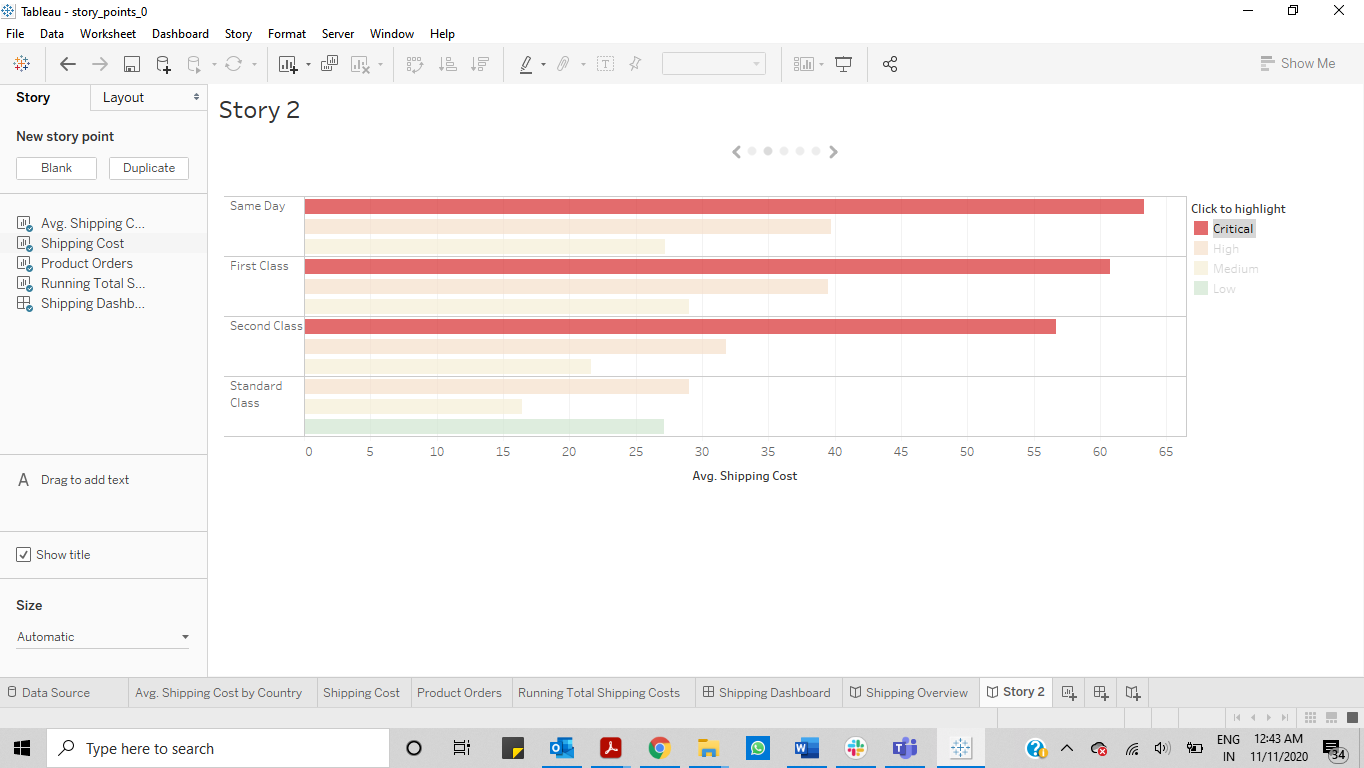 Tableau - story_points_0
File Data Worksheet Dashboard Story Format Server Window Help
Show Me
Story Layout
Story 2
New story point
Blank Duplicate
Avg. Shipping C...
Shipping Cost
Product Orders
Running Total S...
Shipping Dashb...
A Drag to add text
Show title
Size
Automatic
Same Day
First Class
Second Class
Standard
Class
0 5 10 15 20 25 30 35 40 45 50 55 60 65
Avg. Shipping Cost
Click to highlight
Critical
High
Medium
Low
Data Source Avg. Shipping Cost by Country Shipping Cost Product Orders Running Total Shipping Costs Shipping Dashboard Shipping Overview Story 2
Type here to search
ENG
IN
12:43 AM
11/11/2020
34